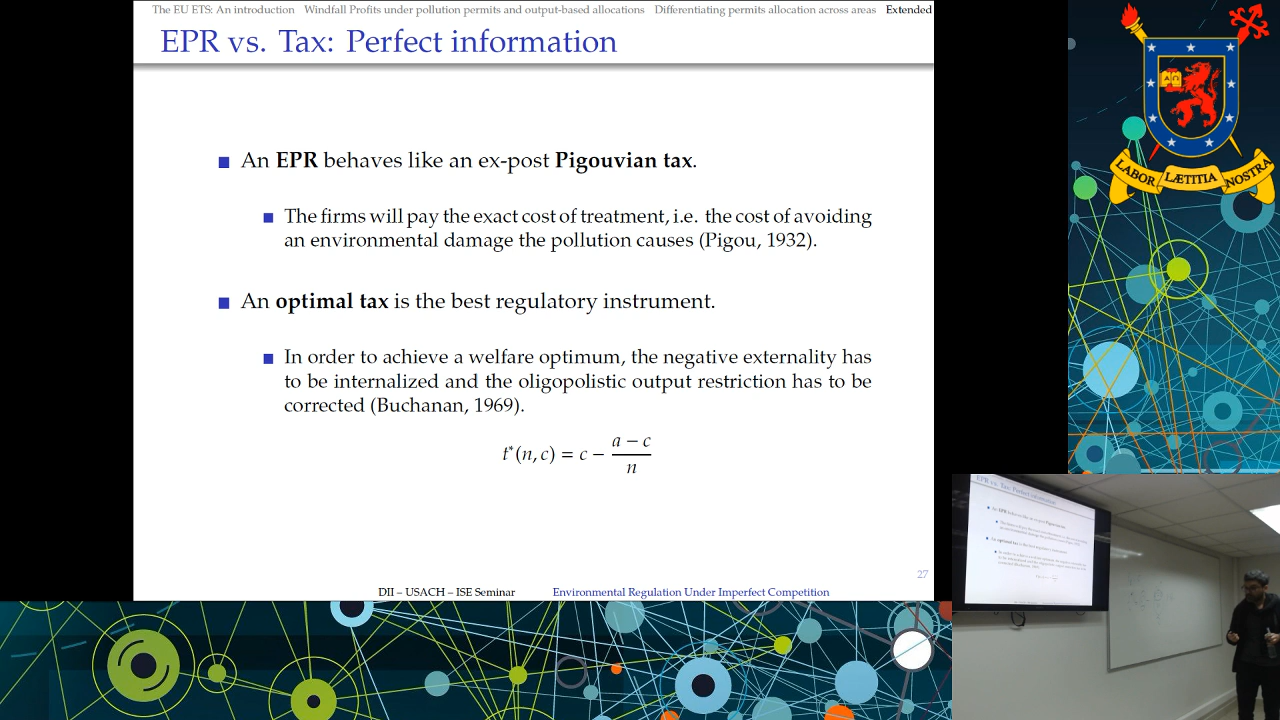 The EU ETS: An introduction Windfall Profits under pollution permits and output-based allocations Differentiating permits allocation across areas Extended
EPR vs. Tax: Perfect information
An EPR behaves like an ex-post Pigouvian tax.
The firms will pay the exact cost of treatment, i.e. the cost of avoiding
an environmental damage the pollution causes (Pigou, 1932).
An optimal tax is the best regulatory instrument.
In order to achieve a welfare optimum, the negative externality has
to be internalized and the oligopolistic output restriction has to be
corrected (Buchanan, 1969).
t*(n, c) = c − (a − c)/n
27
DII – USACH – ISE Seminar Environmental Regulation Under Imperfect Competition
LABOR LÆTITIA NOSTRA
EPR vs. Tax: Perfect information